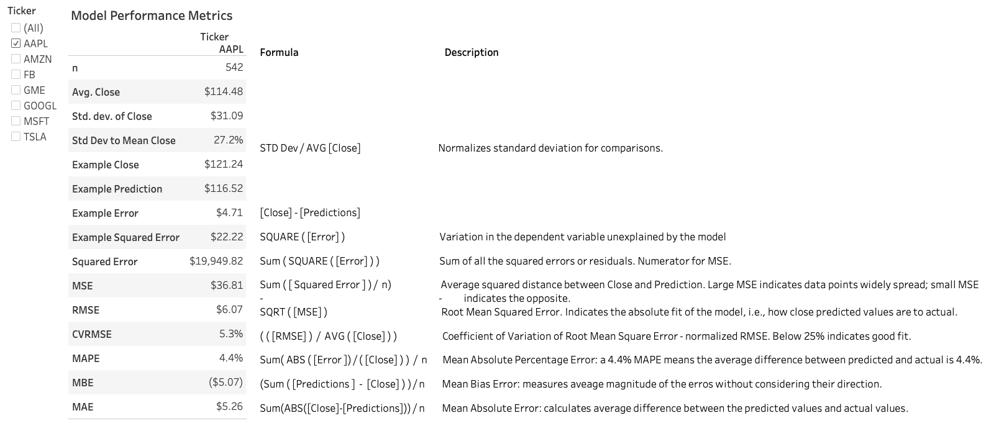 Ticker
(All)
AAPL
AMZN
FB
GME
GOOGL
MSFT
TSLA
Model Performance Metrics
Ticker
AAPL Formula Description
n 542
Avg. Close $114.48
Std. dev. of Close $31.09
Std Dev to Mean Close 27.2% STD Dev / AVG [Close] Normalizes standard deviation for comparisons.
Example Close $121.24
Example Prediction $116.52
Example Error $4.71 [Close] - [Predictions]
Example Squared Error $22.22 SQUARE ( [Error] ) Variation in the dependent variable unexplained by the model
Squared Error $19,949.82 Sum ( SQUARE ( [Error] ) ) Sum of all the squared errors or residuals. Numerator for MSE.
MSE $36.81 Sum ( [ Squared Error ] ) / n) Average squared distance between Close and Prediction. Large MSE indicates data points widely spread; small MSE
- - indicates the opposite.
RMSE $6.07 SQRT ( [MSE] ) Root Mean Squared Error. Indicates the absolute fit of the model, i.e., how close predicted values are to actual.
CVRMSE 5.3% ( ( [RMSE] ) / AVG ( [Close] ) ) Coefficient of Variation of Root Mean Square Error - normalized RMSE. Below 25% indicates good fit.
MAPE 4.4% Sum( ABS ( [Error ])/( [Close] ) ) / n Mean Absolute Percentage Error: a 4.4% MAPE means the average difference between predicted and actual is 4.4%.
MBE ($5.07) (Sum ( [Predictions ] - [Close] ) )/ n Mean Bias Error: measures aveage magnitude of the erros without considering their direction.
MAE $5.26 Sum(ABS([Close]-[Predictions])) / n Mean Absolute Error: calculates average difference between the predicted values and actual values.